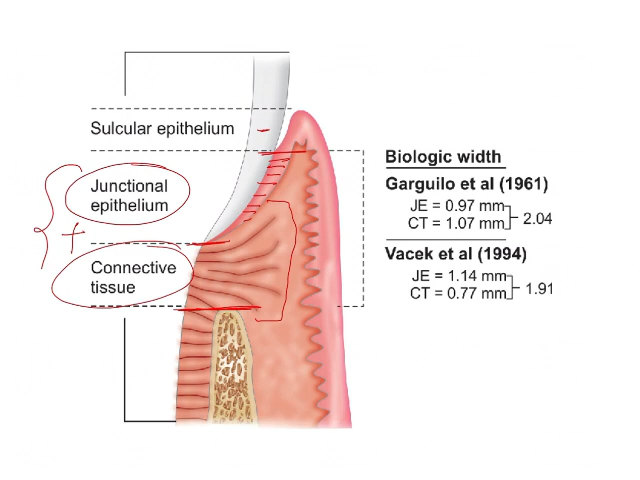 Sulcular epithelium
Junctional
epithelium
+
Connective
tissue
Biologic width
Garguilo et al (1961)
JE = 0.97 mm
CT = 1.07 mm
2.04
Vacek et al (1994)
JE = 1.14 mm
CT = 0.77 mm
1.91